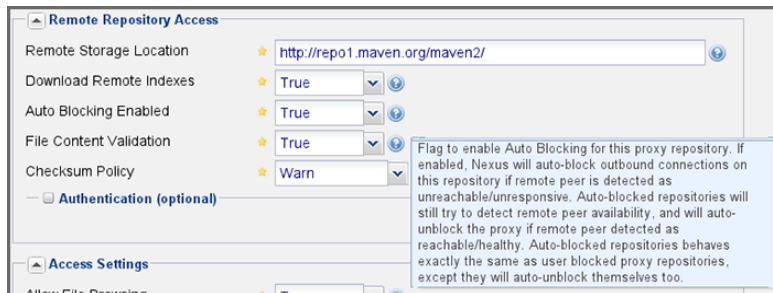 Remote Repository Access
Remote Storage Location http://repo1.maven.org/maven2/
Download Remote Indexes True
Auto Blocking Enabled True
File Content Validation True
Checksum Policy Warn
Authentication (optional)
Flag to enable Auto Blocking for this proxy repository. If
enabled, Nexus will auto-block outbound connections on
this repository if remote peer is detected as
unreachable/unresponsive. Auto-blocked repositories will
still try to detect remote peer availability, and will auto-
unblock the proxy if remote peer detected as
reachable/healthy. Auto-blocked repositories behaves
exactly the same as user blocked proxy repositories,
except they will auto-unblock themselves too.
Access Settings
Allow File Browsing